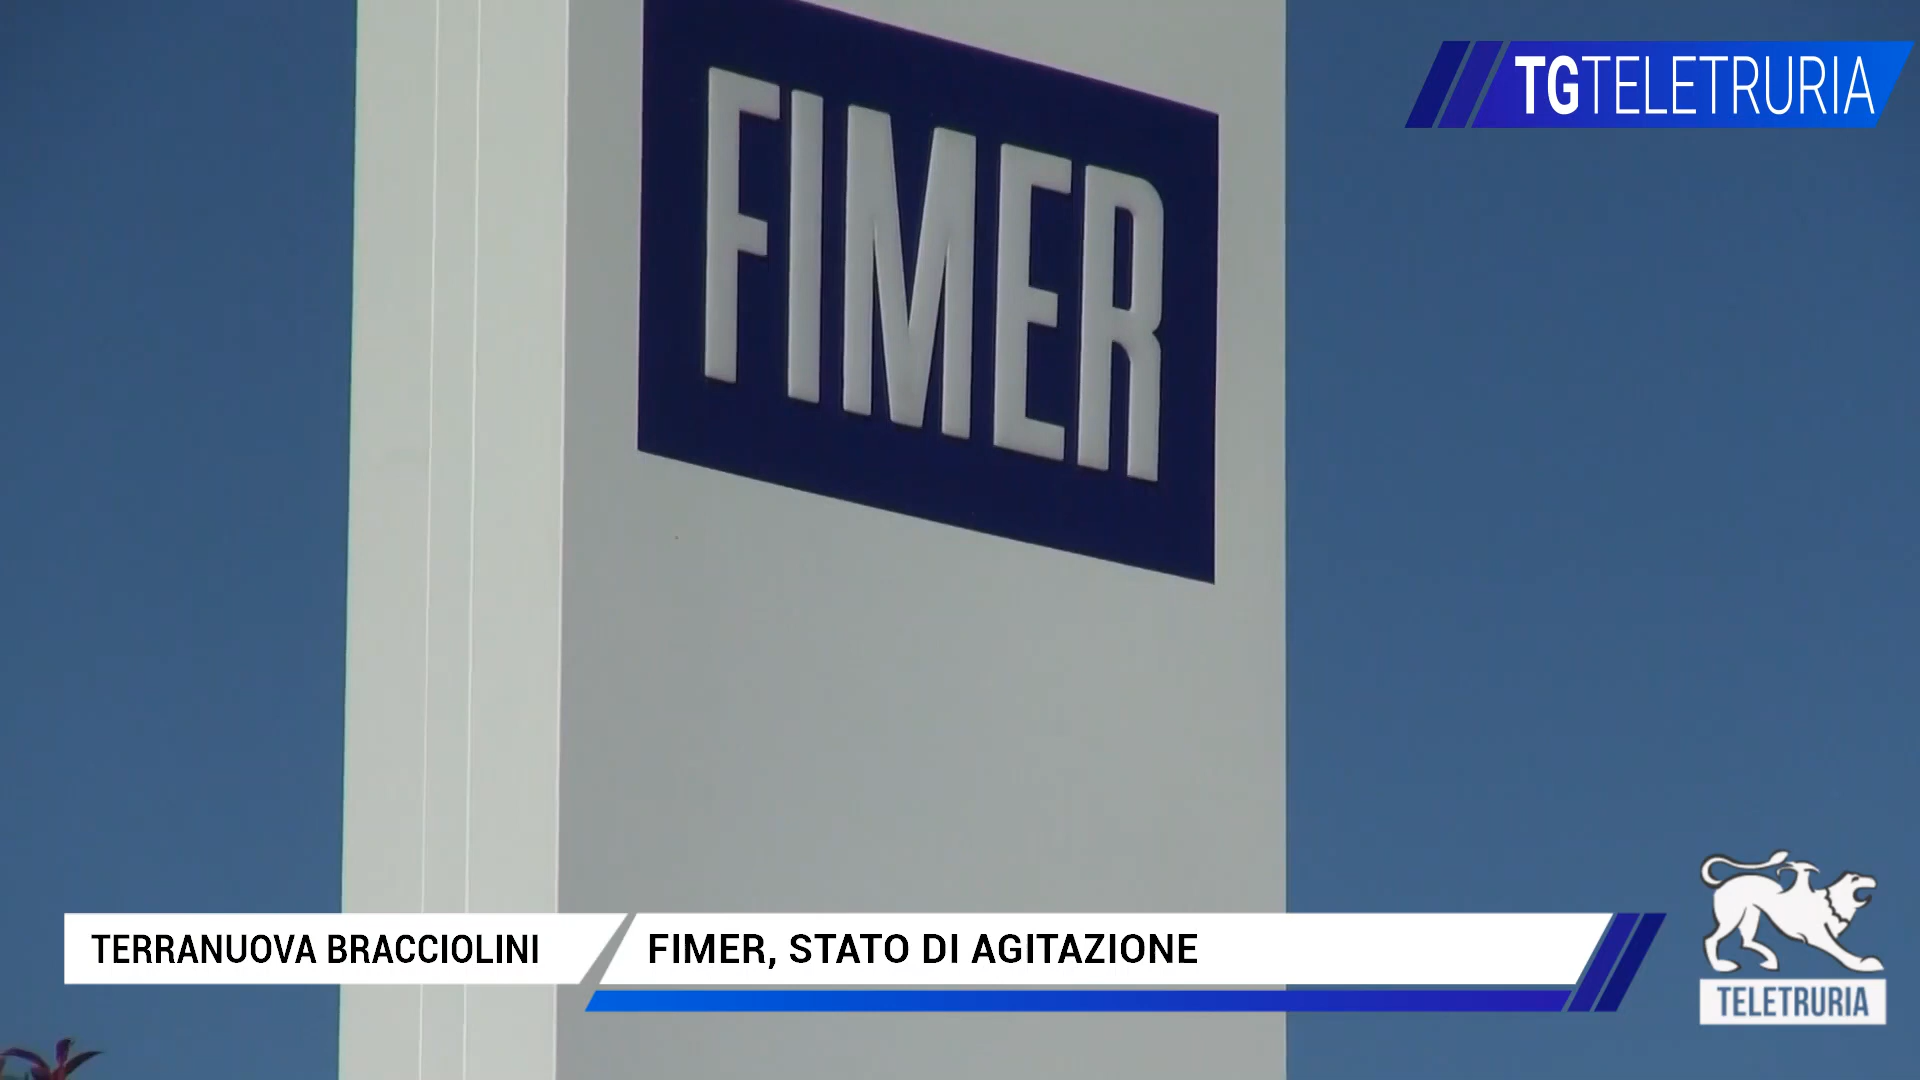 TGTELETRURIA
FIMER
TERRANUOVA BRACCIOLINI
FIMER, STATO DI AGITAZIONE
TELETRURIA